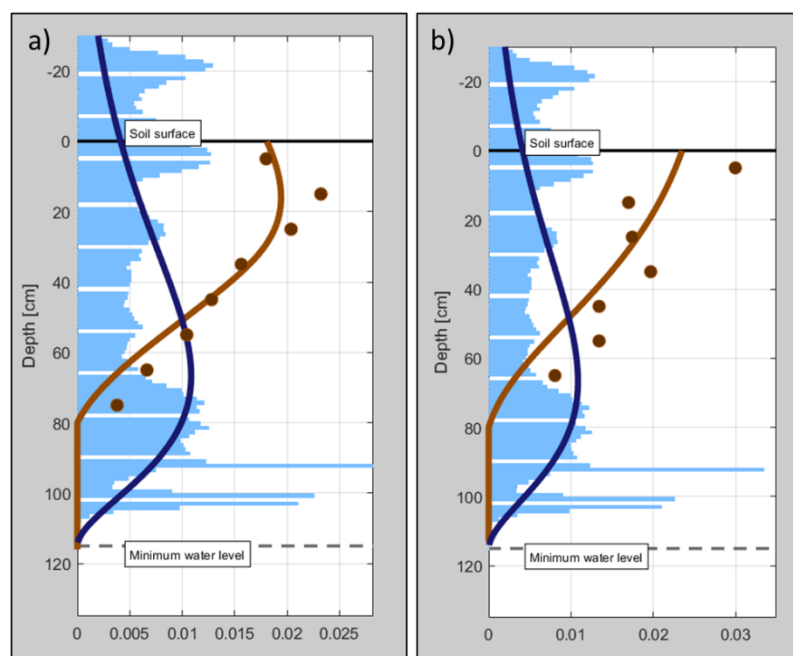 a)
-20
0
20
40
60
80
100
120
Depth [cm]
Soil surface
Minimum water level
0 0.005 0.01 0.015 0.02 0.025
b)
-20
0
20
40
60
80
100
120
Depth [cm]
Soil surface
Minimum water level
0 0.01 0.02 0.03